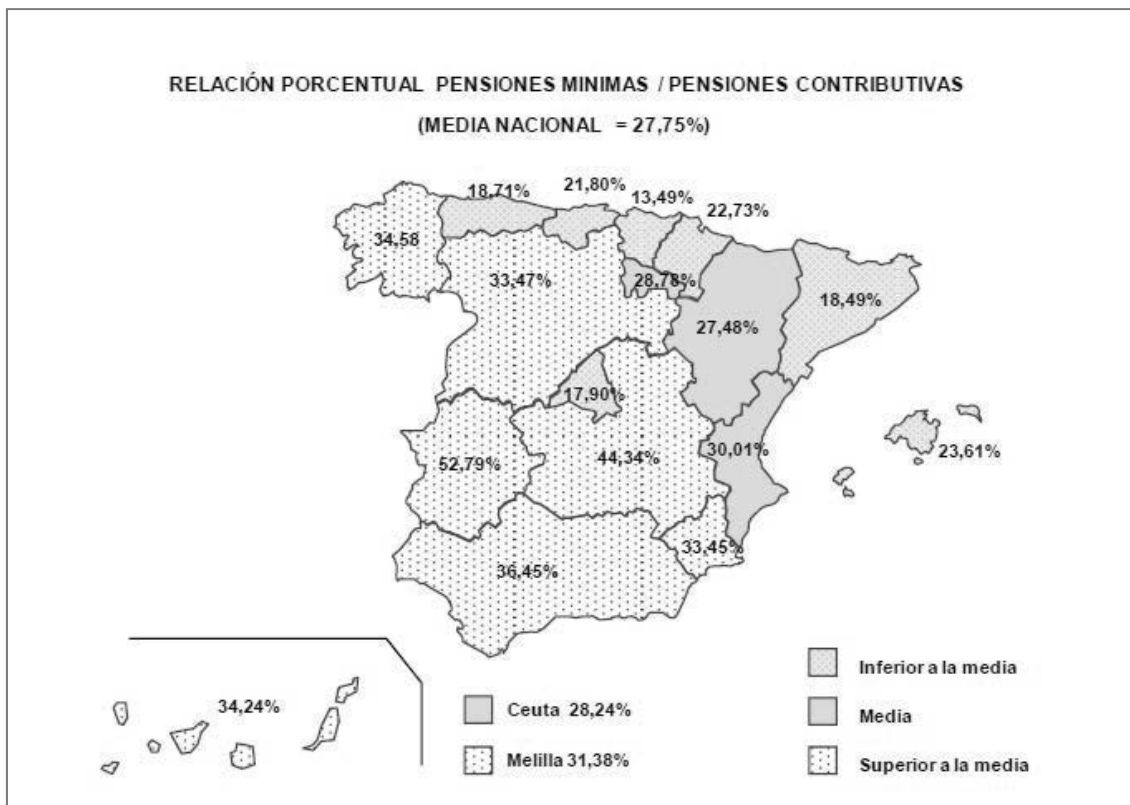 RELACIÓN PORCENTUAL PENSIONES MINIMAS / PENSIONES CONTRIBUTIVAS
(MEDIA NACIONAL = 27,75%)
18,71%
21,80%
13,49%
22,73%
34,58
33,47%
28,78%
27,48%
18,49%
17,90%
52,79%
44,34%
30,01%
23,61%
33,45%
36,45%
34,24%
Ceuta 28,24%
Melilla 31,38%
Inferior a la media
Media
Superior a la media